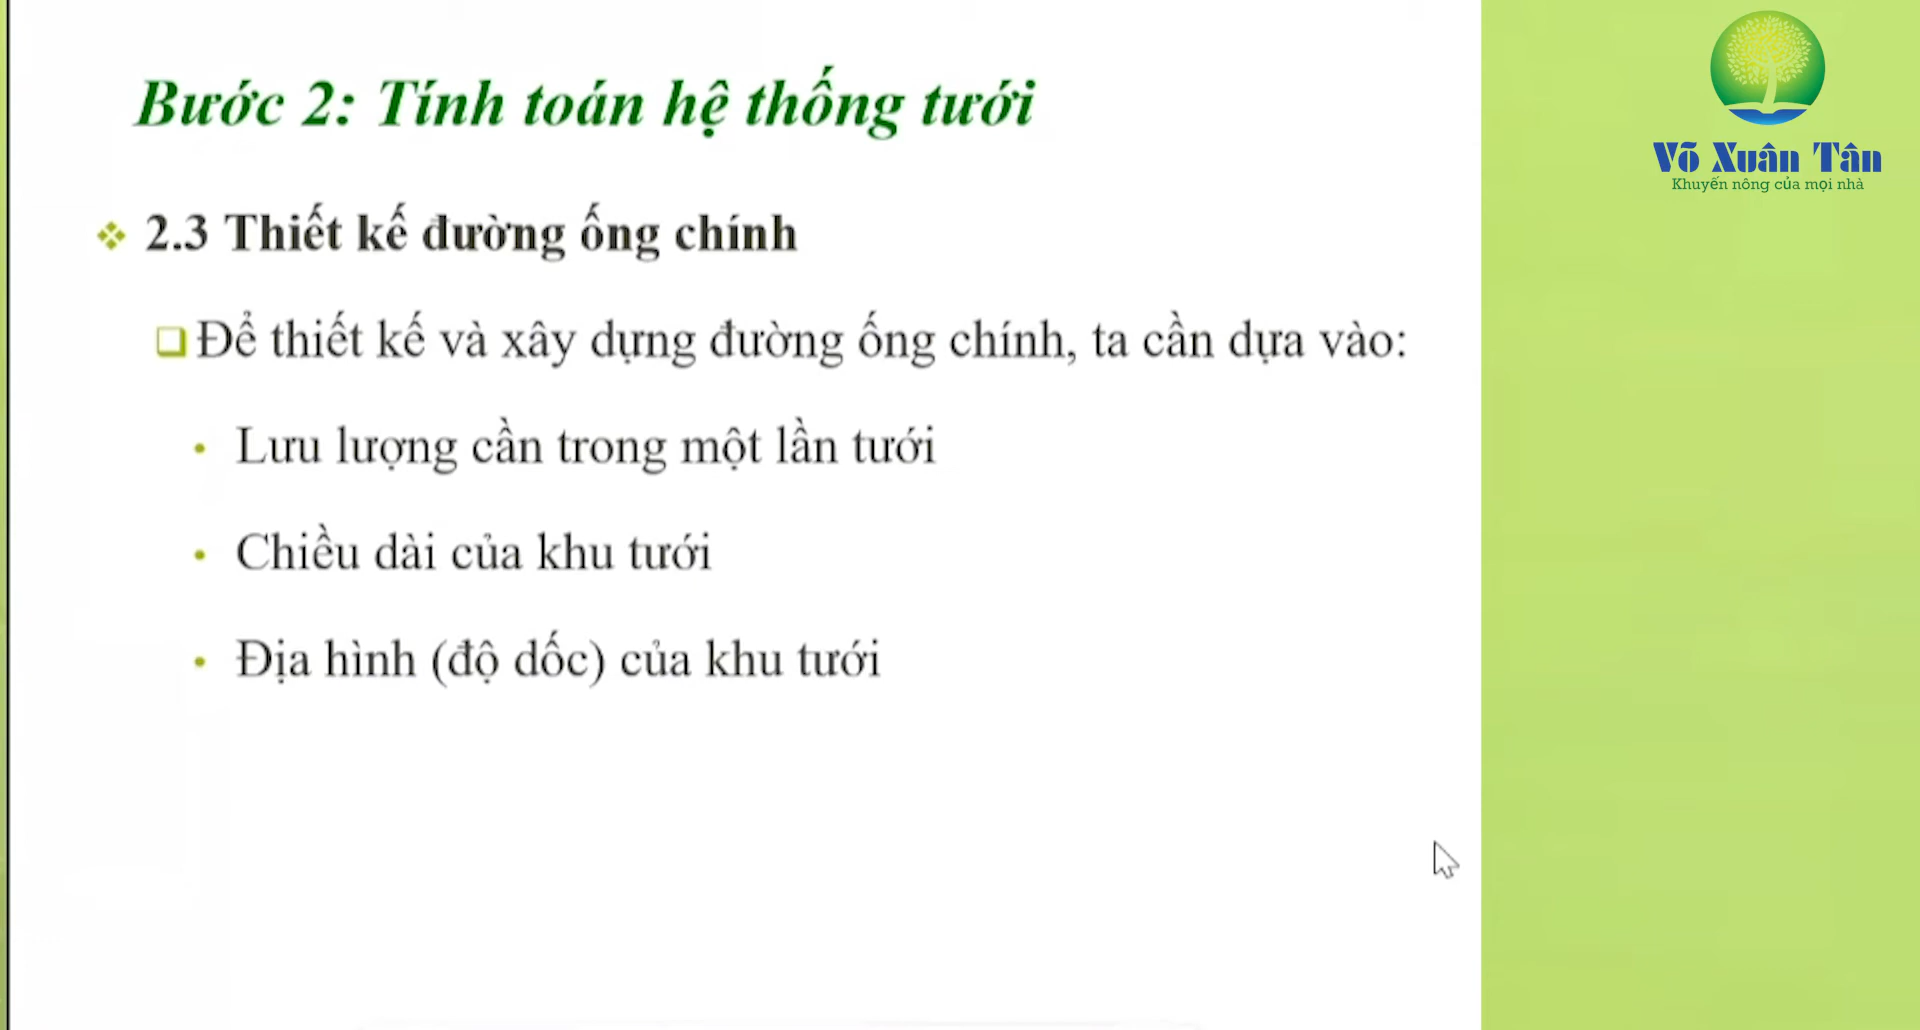 Bước 2: Tính toán hệ thống tưới
Võ Xuân Tân
Khuyến nông của mọi nhà
2.3 Thiết kế đường ống chính
Để thiết kế và xây dựng đường ống chính, ta cần dựa vào:
• Lưu lượng cần trong một lần tưới
• Chiều dài của khu tưới
• Địa hình (độ dốc) của khu tưới